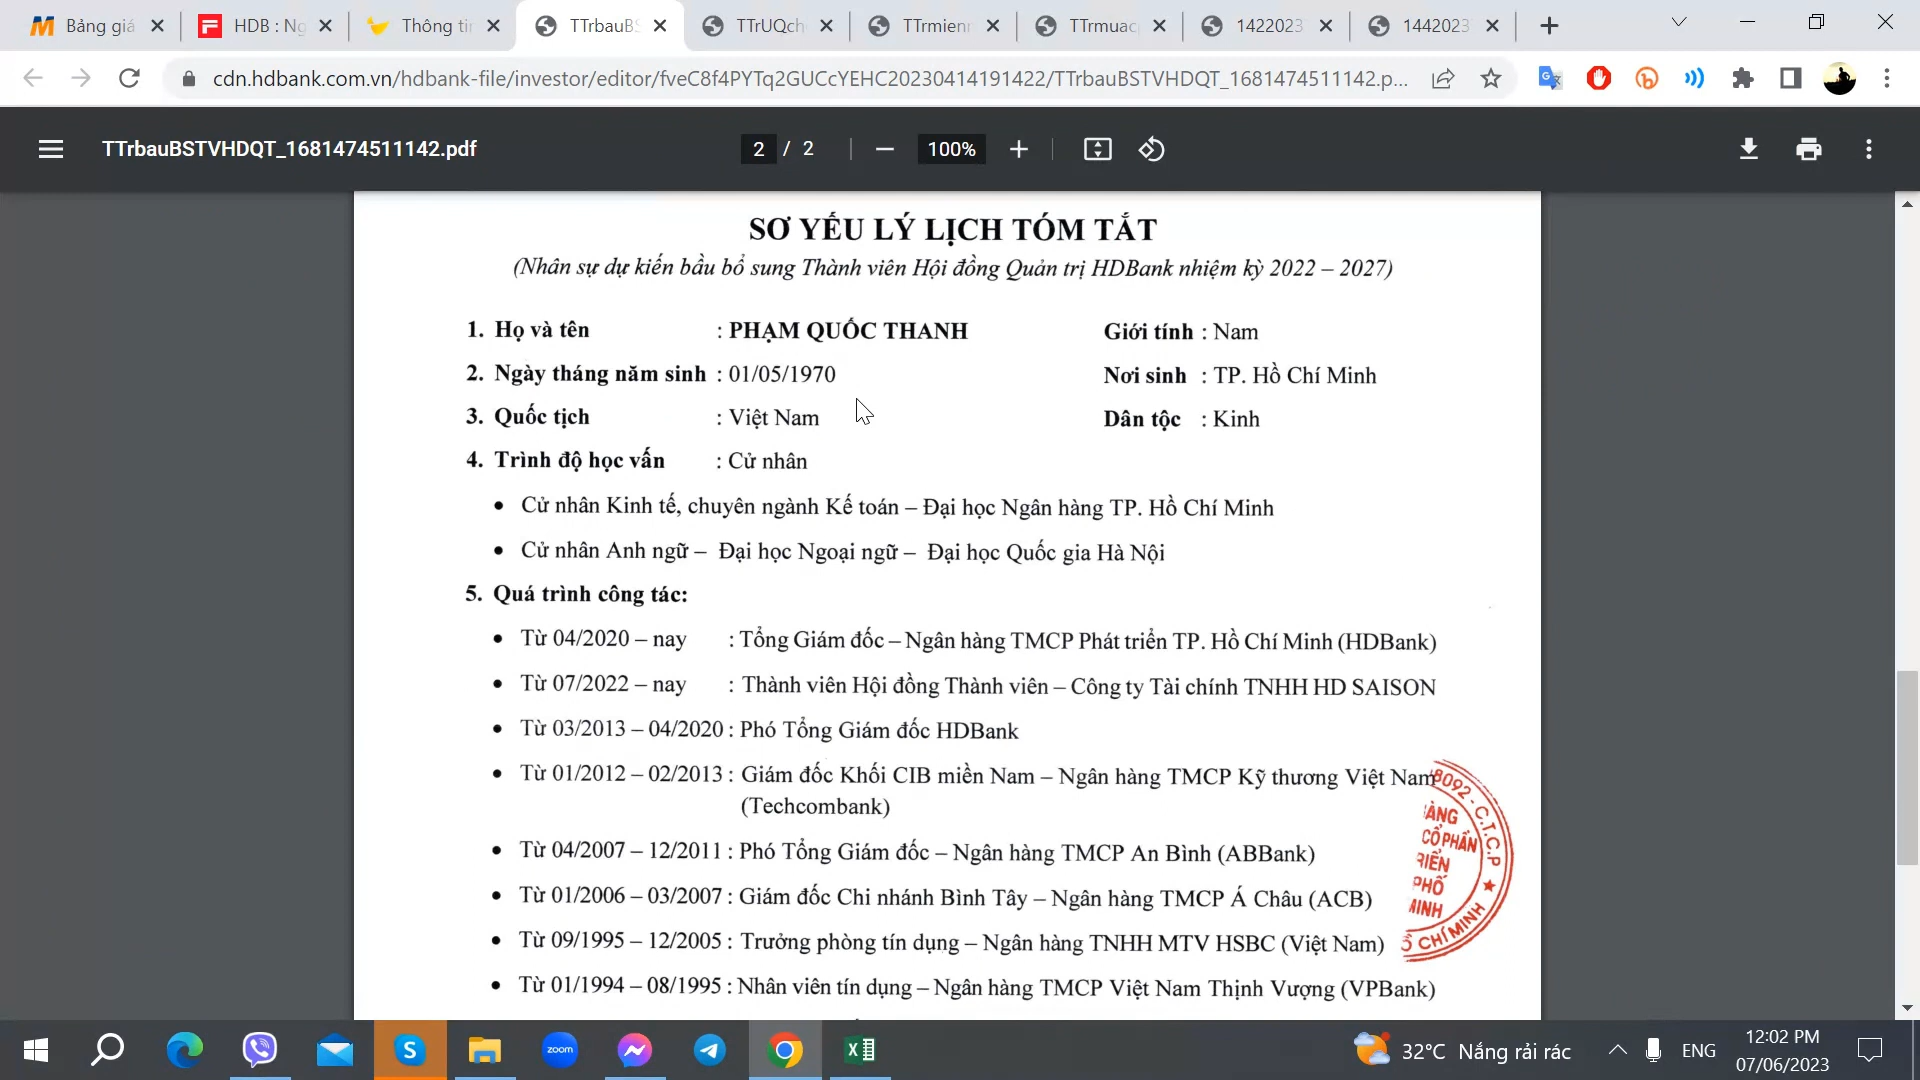 Bảng giá
HDB : Ng
Thông tin
TTrbauBS
TTrUQch
TTrmienn
TTrmuac
1422023
1442023
cdn.hdbank.com.vn/hdbank-file/investor/editor/fveC8f4PYTq2GUCcYEHC20230414191422/TTrbauBSTVHDQT_1681474511142.p...
TTrbauBSTVHDQT_1681474511142.pdf
2 / 2
100%
SƠ YẾU LÝ LỊCH TÓM TẮT
(Nhân sự dự kiến bầu bổ sung Thành viên Hội đồng Quản trị HDBank nhiệm kỳ 2022 – 2027)
1. Họ và tên : PHẠM QUỐC THANH Giới tính : Nam
2. Ngày tháng năm sinh : 01/05/1970 Nơi sinh : TP. Hồ Chí Minh
3. Quốc tịch : Việt Nam Dân tộc : Kinh
4. Trình độ học vấn : Cử nhân
• Cử nhân Kinh tế, chuyên ngành Kế toán – Đại học Ngân hàng TP. Hồ Chí Minh
• Cử nhân Anh ngữ – Đại học Ngoại ngữ – Đại học Quốc gia Hà Nội
5. Quá trình công tác:
• Từ 04/2020 – nay : Tổng Giám đốc – Ngân hàng TMCP Phát triển TP. Hồ Chí Minh (HDBank)
• Từ 07/2022 – nay : Thành viên Hội đồng Thành viên – Công ty Tài chính TNHH HD SAISON
• Từ 03/2013 – 04/2020 : Phó Tổng Giám đốc HDBank
• Từ 01/2012 – 02/2013 : Giám đốc Khối CIB miền Nam – Ngân hàng TMCP Kỹ thương Việt Nam
(Techcombank)
• Từ 04/2007 – 12/2011 : Phó Tổng Giám đốc – Ngân hàng TMCP An Bình (ABBank)
• Từ 01/2006 – 03/2007 : Giám đốc Chi nhánh Bình Tây – Ngân hàng TMCP Á Châu (ACB)
• Từ 09/1995 – 12/2005 : Trưởng phòng tín dụng – Ngân hàng TNHH MTV HSBC (Việt Nam)
• Từ 01/1994 – 08/1995 : Nhân viên tín dụng – Ngân hàng TMCP Việt Nam Thịnh Vượng (VPBank)
8092 - C.T.C.P
ÀNG
CỔ PHẦN
RIỂN
PHỐ
MINH
Ồ CHÍ MINH
zoom
32°C Nắng rải rác
ENG
12:02 PM
07/06/2023